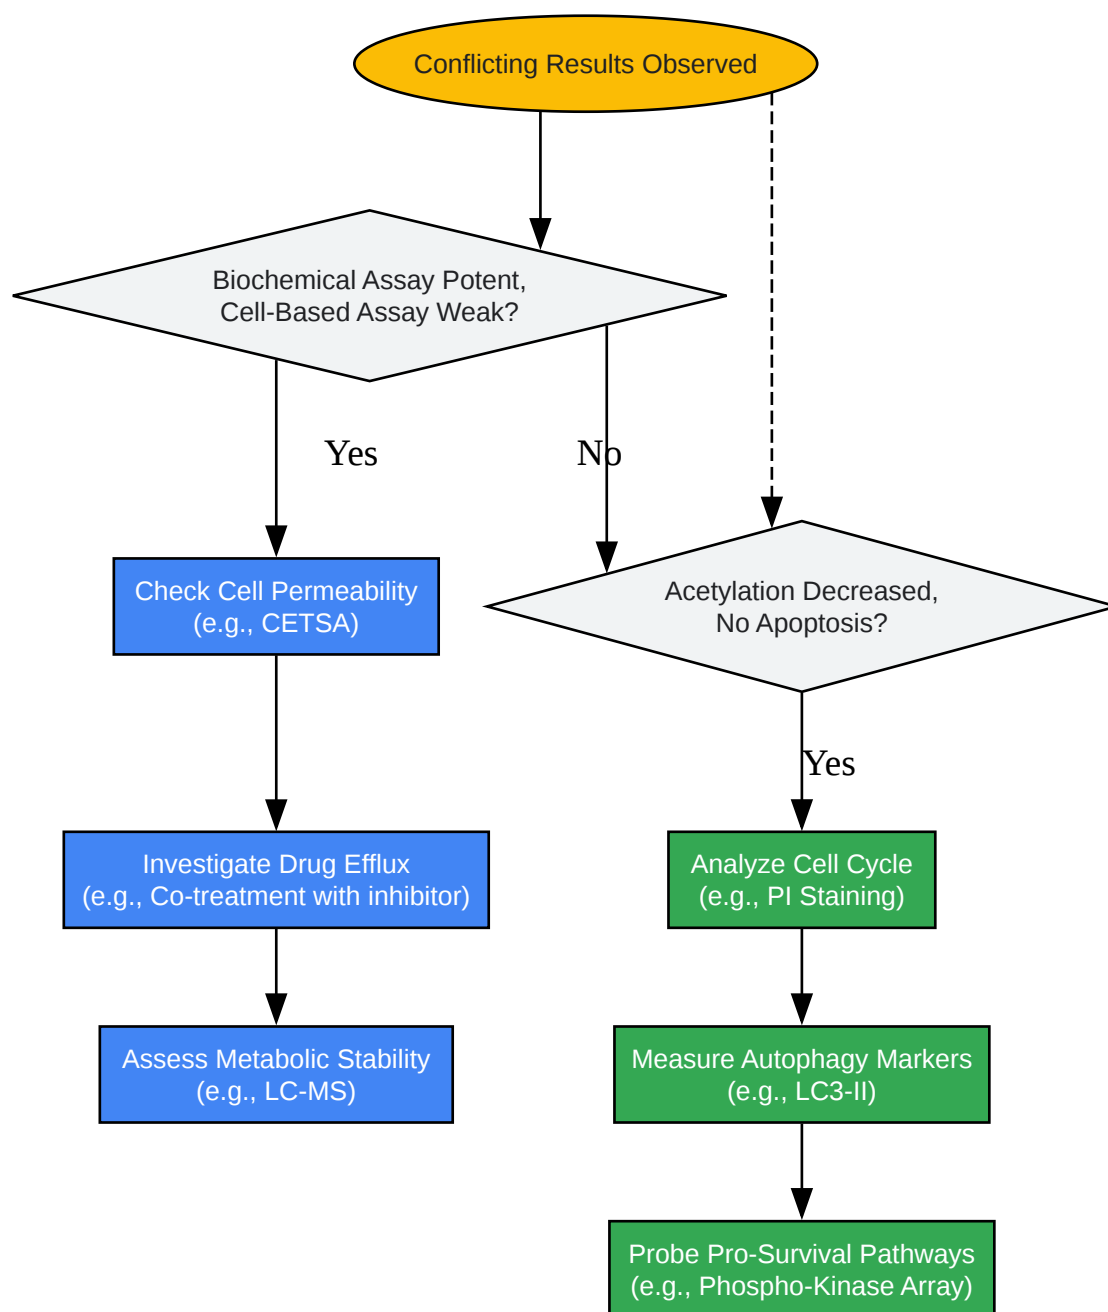 Conflicting Results Observed
Biochemical Assay Potent,
Cell-Based Assay Weak?
Yes
No
Check Cell Permeability
(e.g., CETSA)
Acetylation Decreased,
No Apoptosis?
Yes
Investigate Drug Efflux
(e.g., Co-treatment with inhibitor)
Analyze Cell Cycle
(e.g., PI Staining)
Assess Metabolic Stability
(e.g., LC-MS)
Measure Autophagy Markers
(e.g., LC3-II)
Probe Pro-Survival Pathways
(e.g., Phospho-Kinase Array)